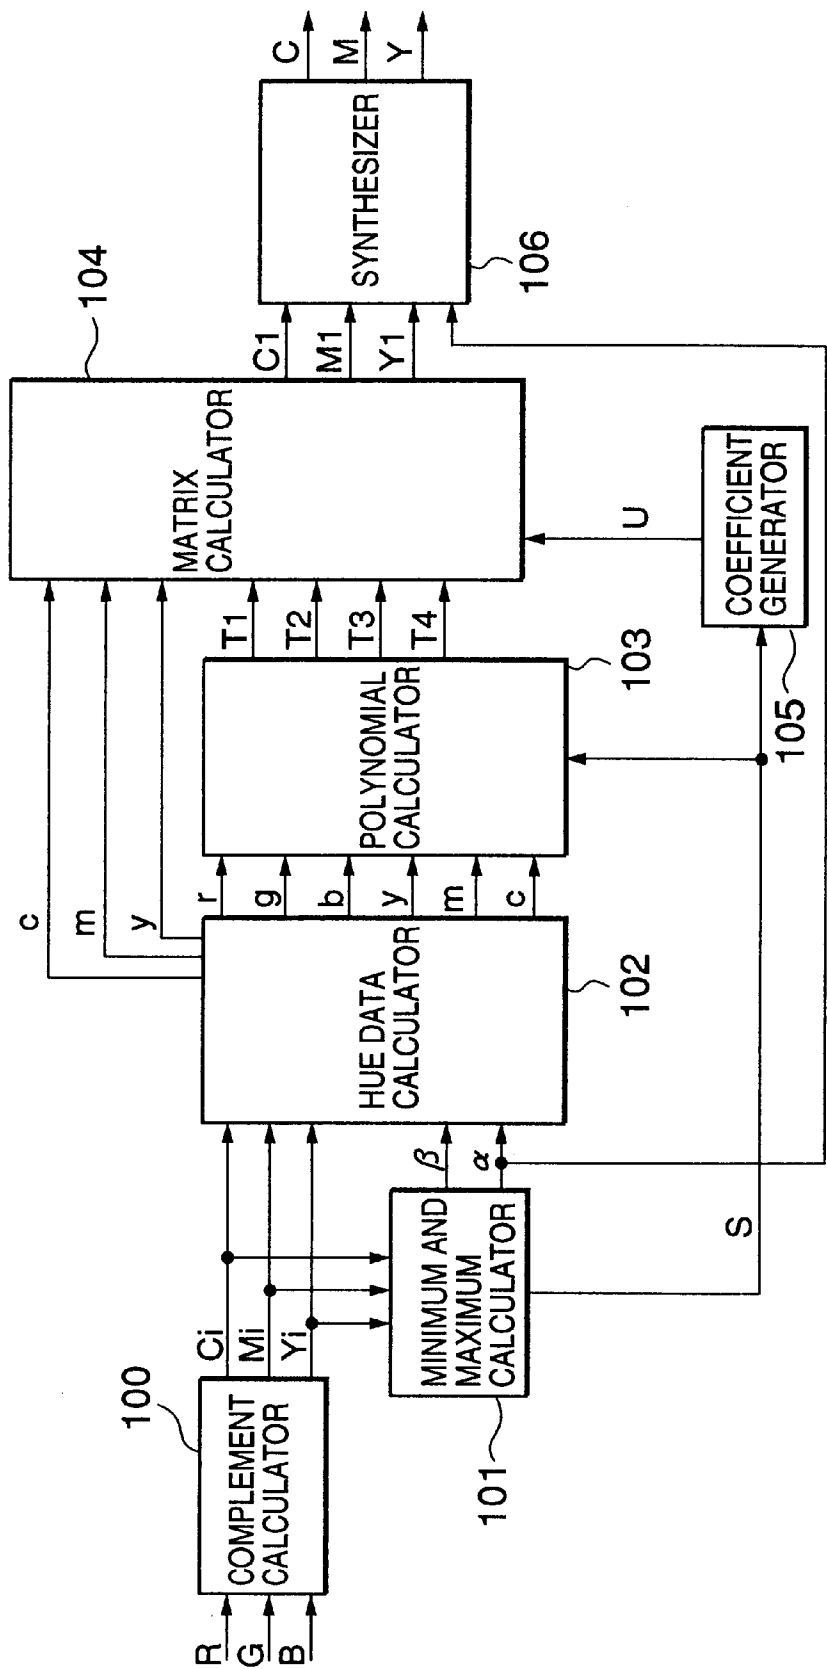 R
G
B
COMPLEMENT
CALCULATOR
100
Ci
Mi
Yi
MINIMUM AND
MAXIMUM
CALCULATOR
101
β
α
S
HUE DATA
CALCULATOR
102
c
m
y
r
g
b
y
m
c
POLYNOMIAL
CALCULATOR
103
T1
T2
T3
T4
MATRIX
CALCULATOR
104
COEFFICIENT
GENERATOR
105
U
C1
M1
Y1
SYNTHESIZER
106
C
M
Y